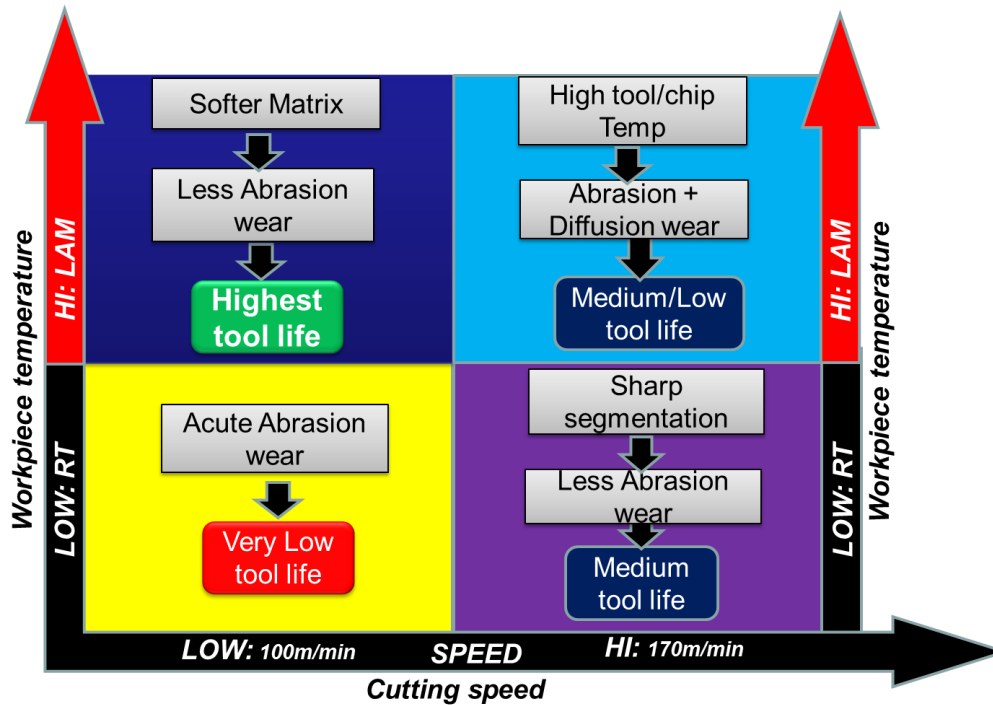 Softer Matrix
Less Abrasion
wear
Highest
tool life
High tool/chip
Temp
Abrasion +
Diffusion wear
Medium/Low
tool life
Acute Abrasion
wear
Very Low
tool life
Sharp
segmentation
Less Abrasion
wear
Medium
tool life
Workpiece temperature
HI: LAM
LOW: RT
HI: LAM
LOW: RT
Workpiece temperature
LOW: 100m/min
SPEED
HI: 170m/min
Cutting speed